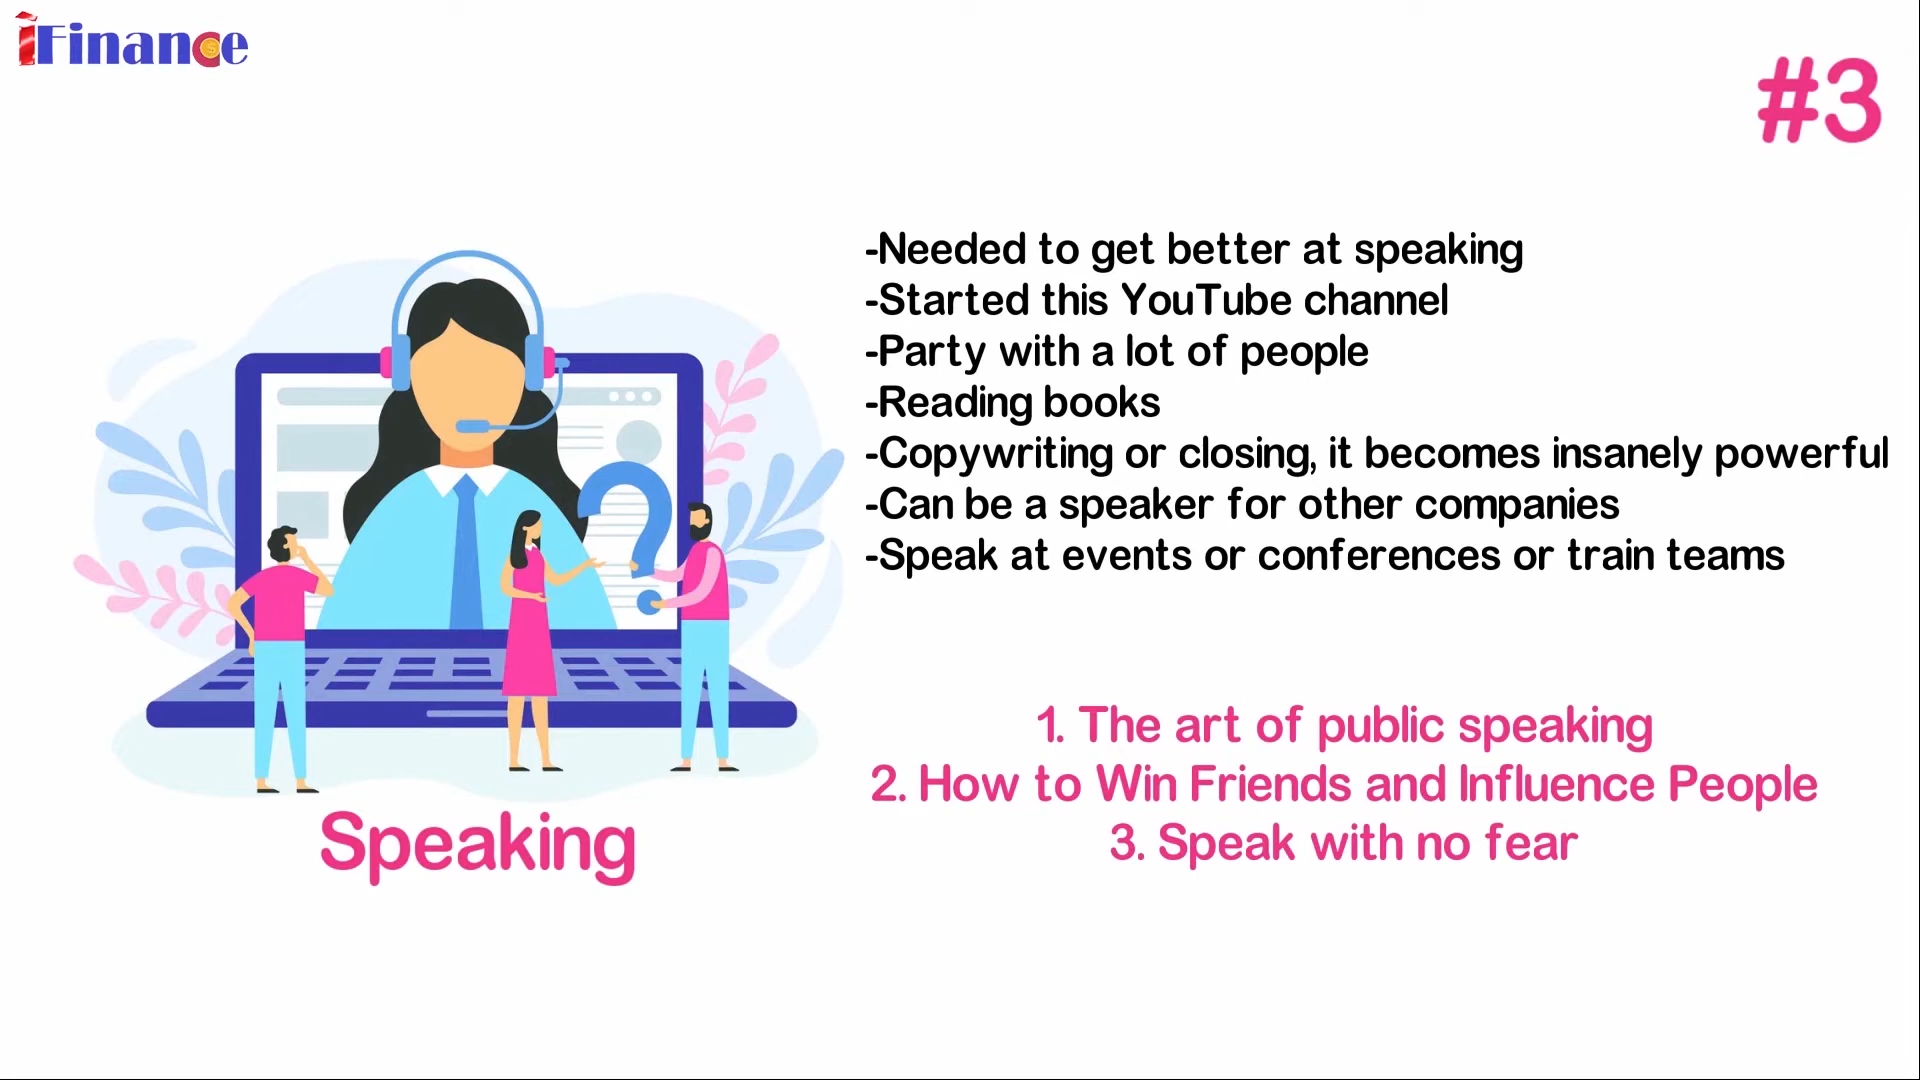 iFinance
#3
-Needed to get better at speaking
-Started this YouTube channel
-Party with a lot of people
-Reading books
-Copywriting or closing, it becomes insanely powerful
-Can be a speaker for other companies
-Speak at events or conferences or train teams
1. The art of public speaking
2. How to Win Friends and Influence People
3. Speak with no fear
Speaking